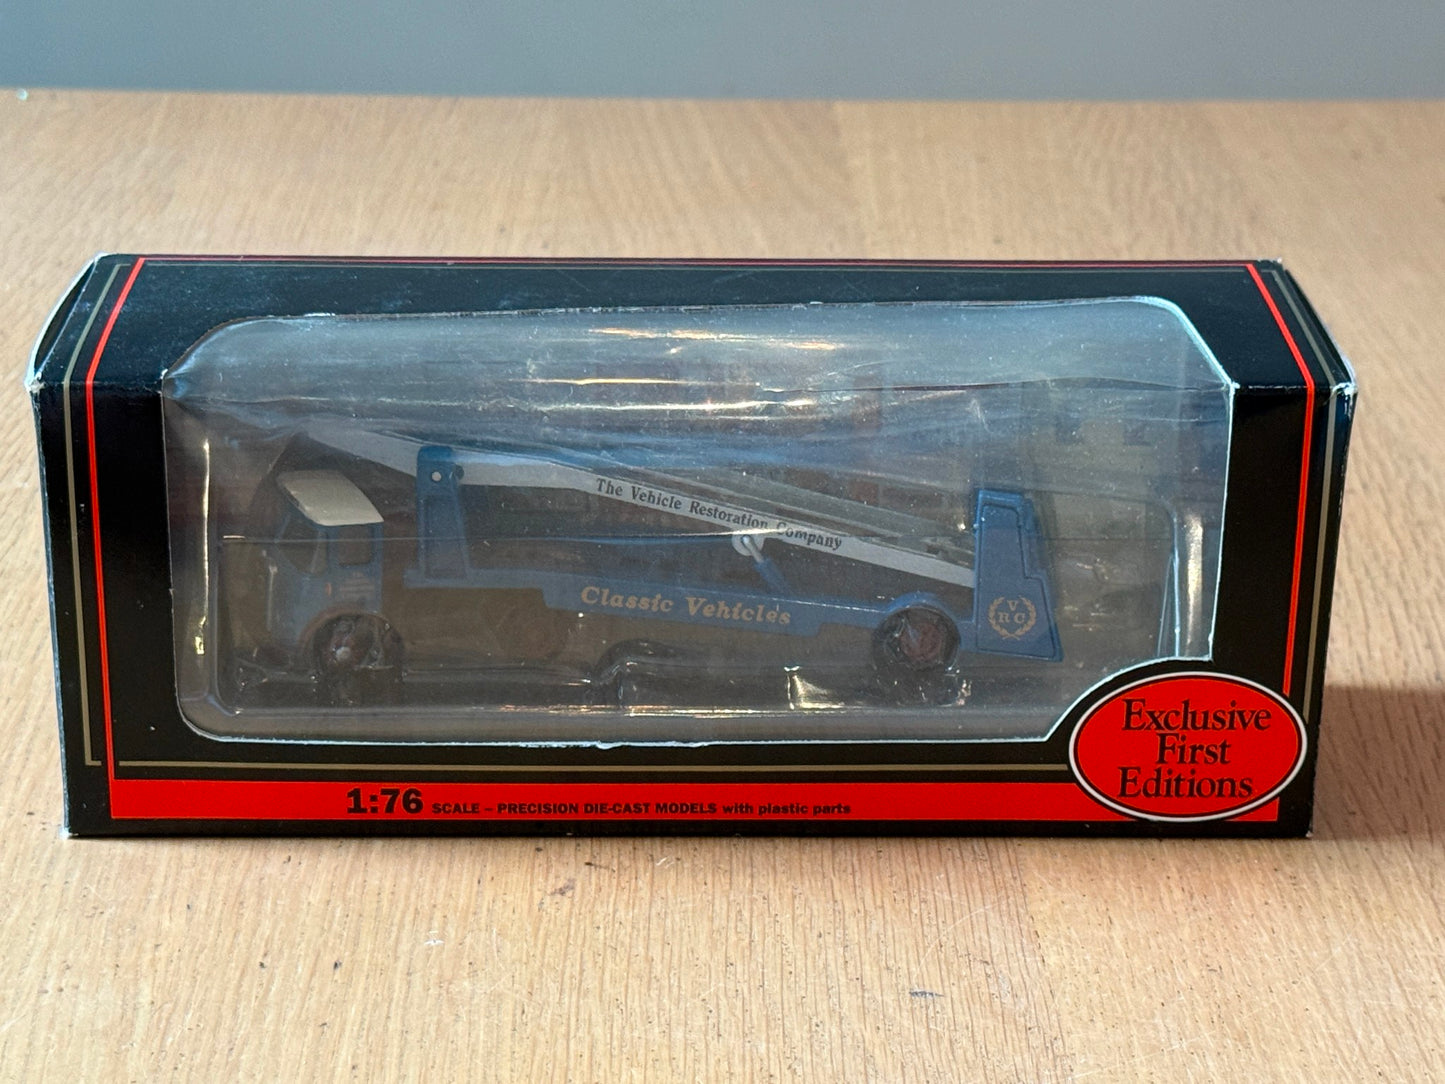 The Vehicle Restoration Company
Classic Vehicles
V
R C
Exclusive
First
Editions
1:76 SCALE – PRECISION DIE-CAST MODELS with plastic parts